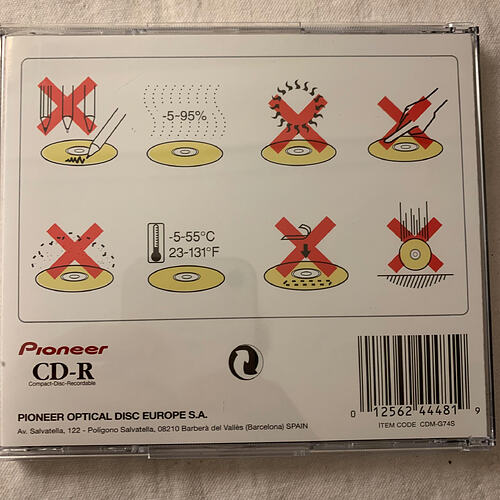 -5-95%
-5-55°C
23-131°F
Pioneer
CD-R
Compact-Disc-Recordable
PIONEER OPTICAL DISC EUROPE S.A.
Av. Salvatella, 122 - Polígono Salvatella, 08210 Barberà del Vallès (Barcelona) SPAIN
0 12562 44481 9
ITEM CODE CDM-G74S